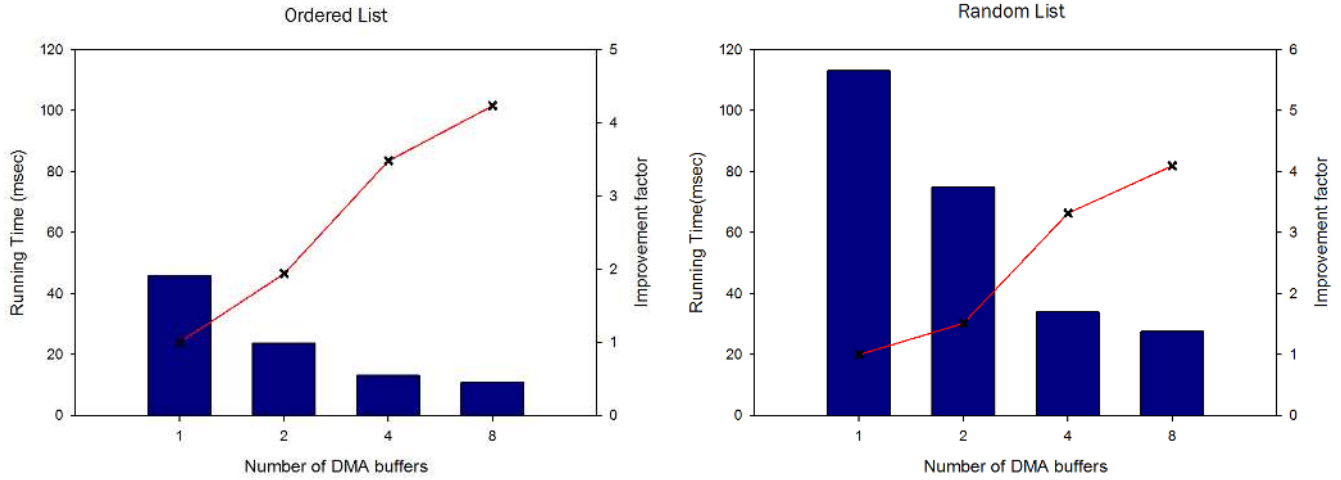 Ordered List
120
100
80
60
40
20
0
Running Time (msec)
5
4
3
2
1
0
Improvement factor
1 2 4 8
Number of DMA buffers
Random List
120
100
80
60
40
20
0
Running Time(msec)
6
5
4
3
2
1
0
Improvement factor
1 2 4 8
Number of DMA buffers